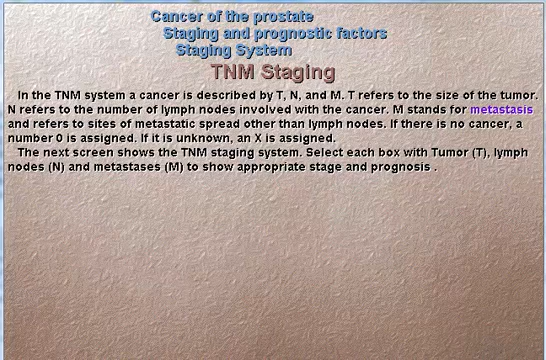 Cancer of the prostate
Staging and prognostic factors
Staging System
TNM Staging
In the TNM system a cancer is described by T, N, and M. T refers to the size of the tumor.
N refers to the number of lymph nodes involved with the cancer. M stands for metastasis
and refers to sites of metastatic spread other than lymph nodes. If there is no cancer, a
number 0 is assigned. If it is unknown, an X is assigned.
The next screen shows the TNM staging system. Select each box with Tumor (T), lymph
nodes (N) and metastases (M) to show appropriate stage and prognosis .